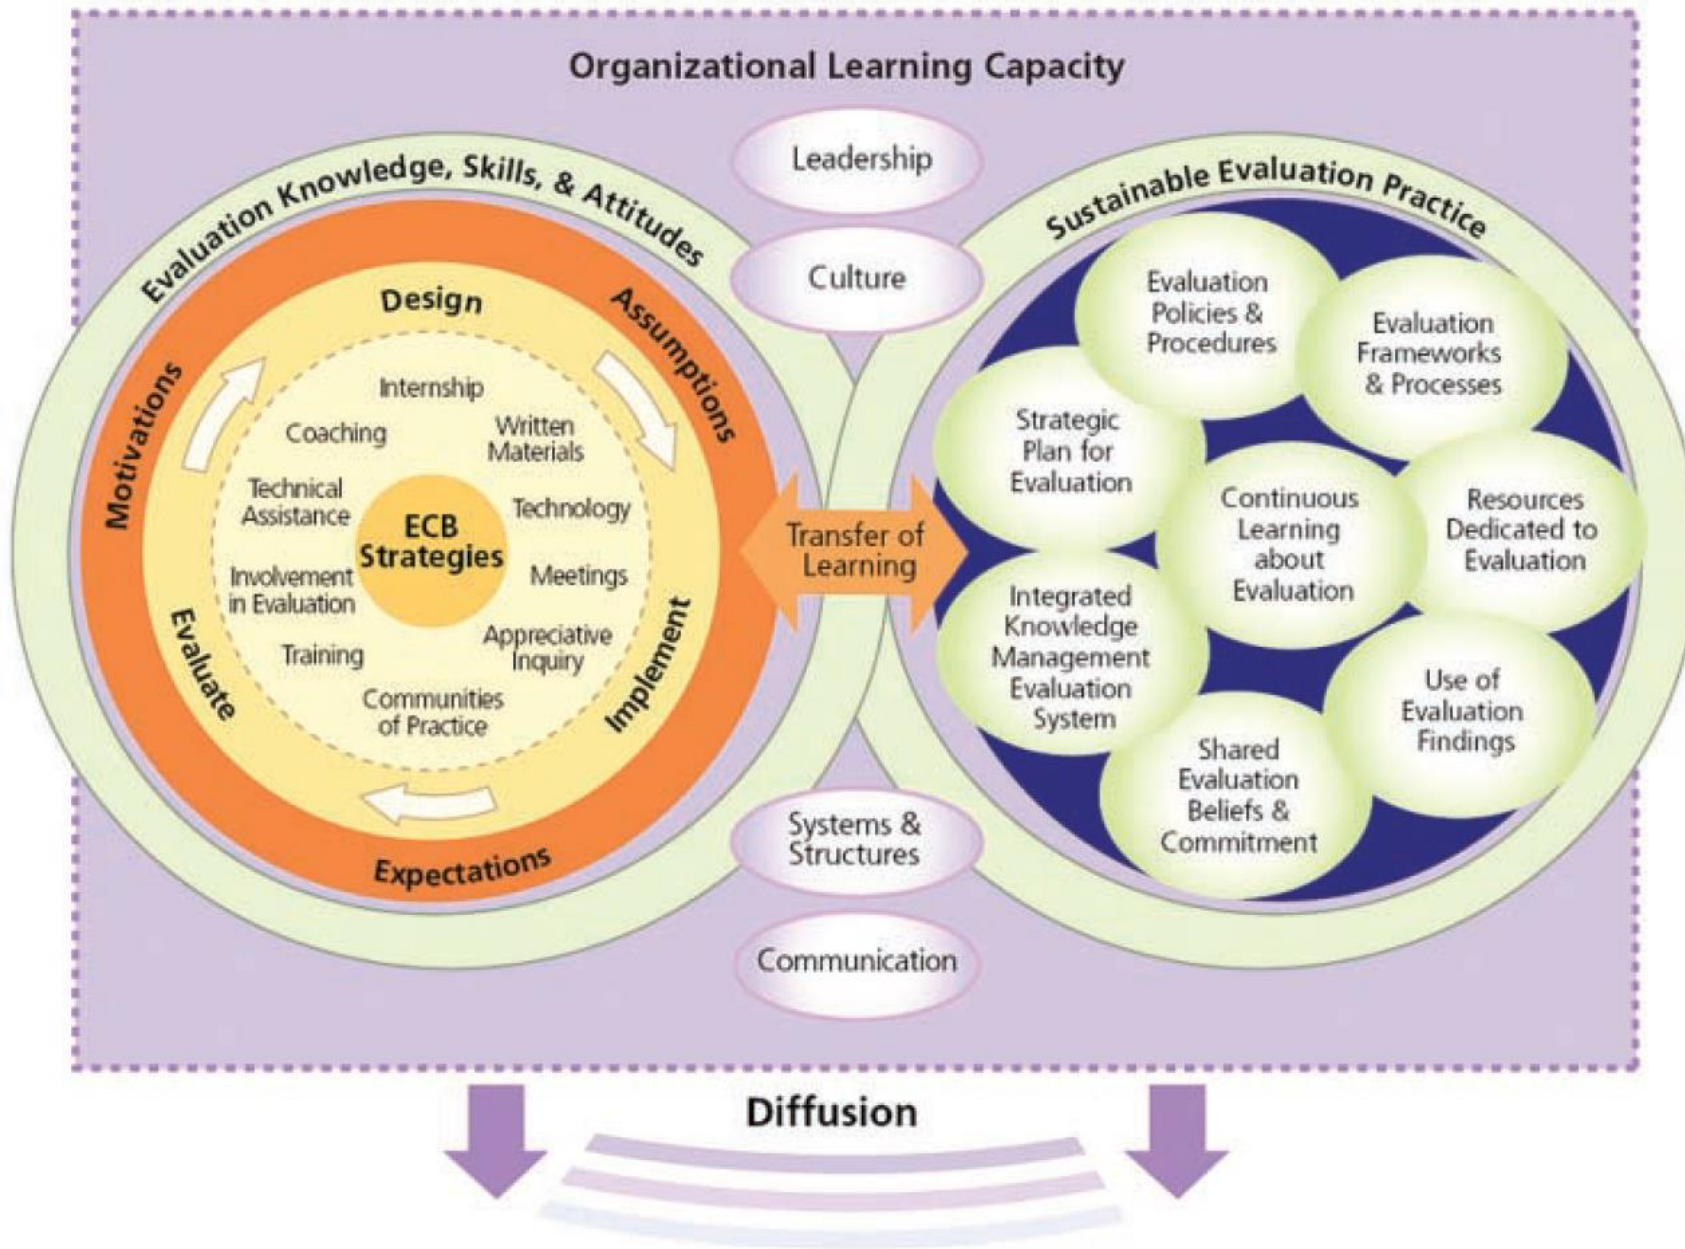 Organizational Learning Capacity
Leadership
Culture
Evaluation Knowledge, Skills, & Attitudes
Motivations
Assumptions
Expectations
Design
Implement
Evaluate
Internship
Coaching
Written
Materials
Technical
Assistance
ECB
Strategies
Technology
Involvement
in Evaluation
Meetings
Training
Appreciative
Inquiry
Communities
of Practice
Transfer of
Learning
Sustainable Evaluation Practice
Evaluation
Policies &
Procedures
Evaluation
Frameworks
& Processes
Strategic
Plan for
Evaluation
Continuous
Learning
about
Evaluation
Resources
Dedicated to
Evaluation
Integrated
Knowledge
Management
Evaluation
System
Use of
Evaluation
Findings
Shared
Evaluation
Beliefs &
Commitment
Systems &
Structures
Communication
Diffusion